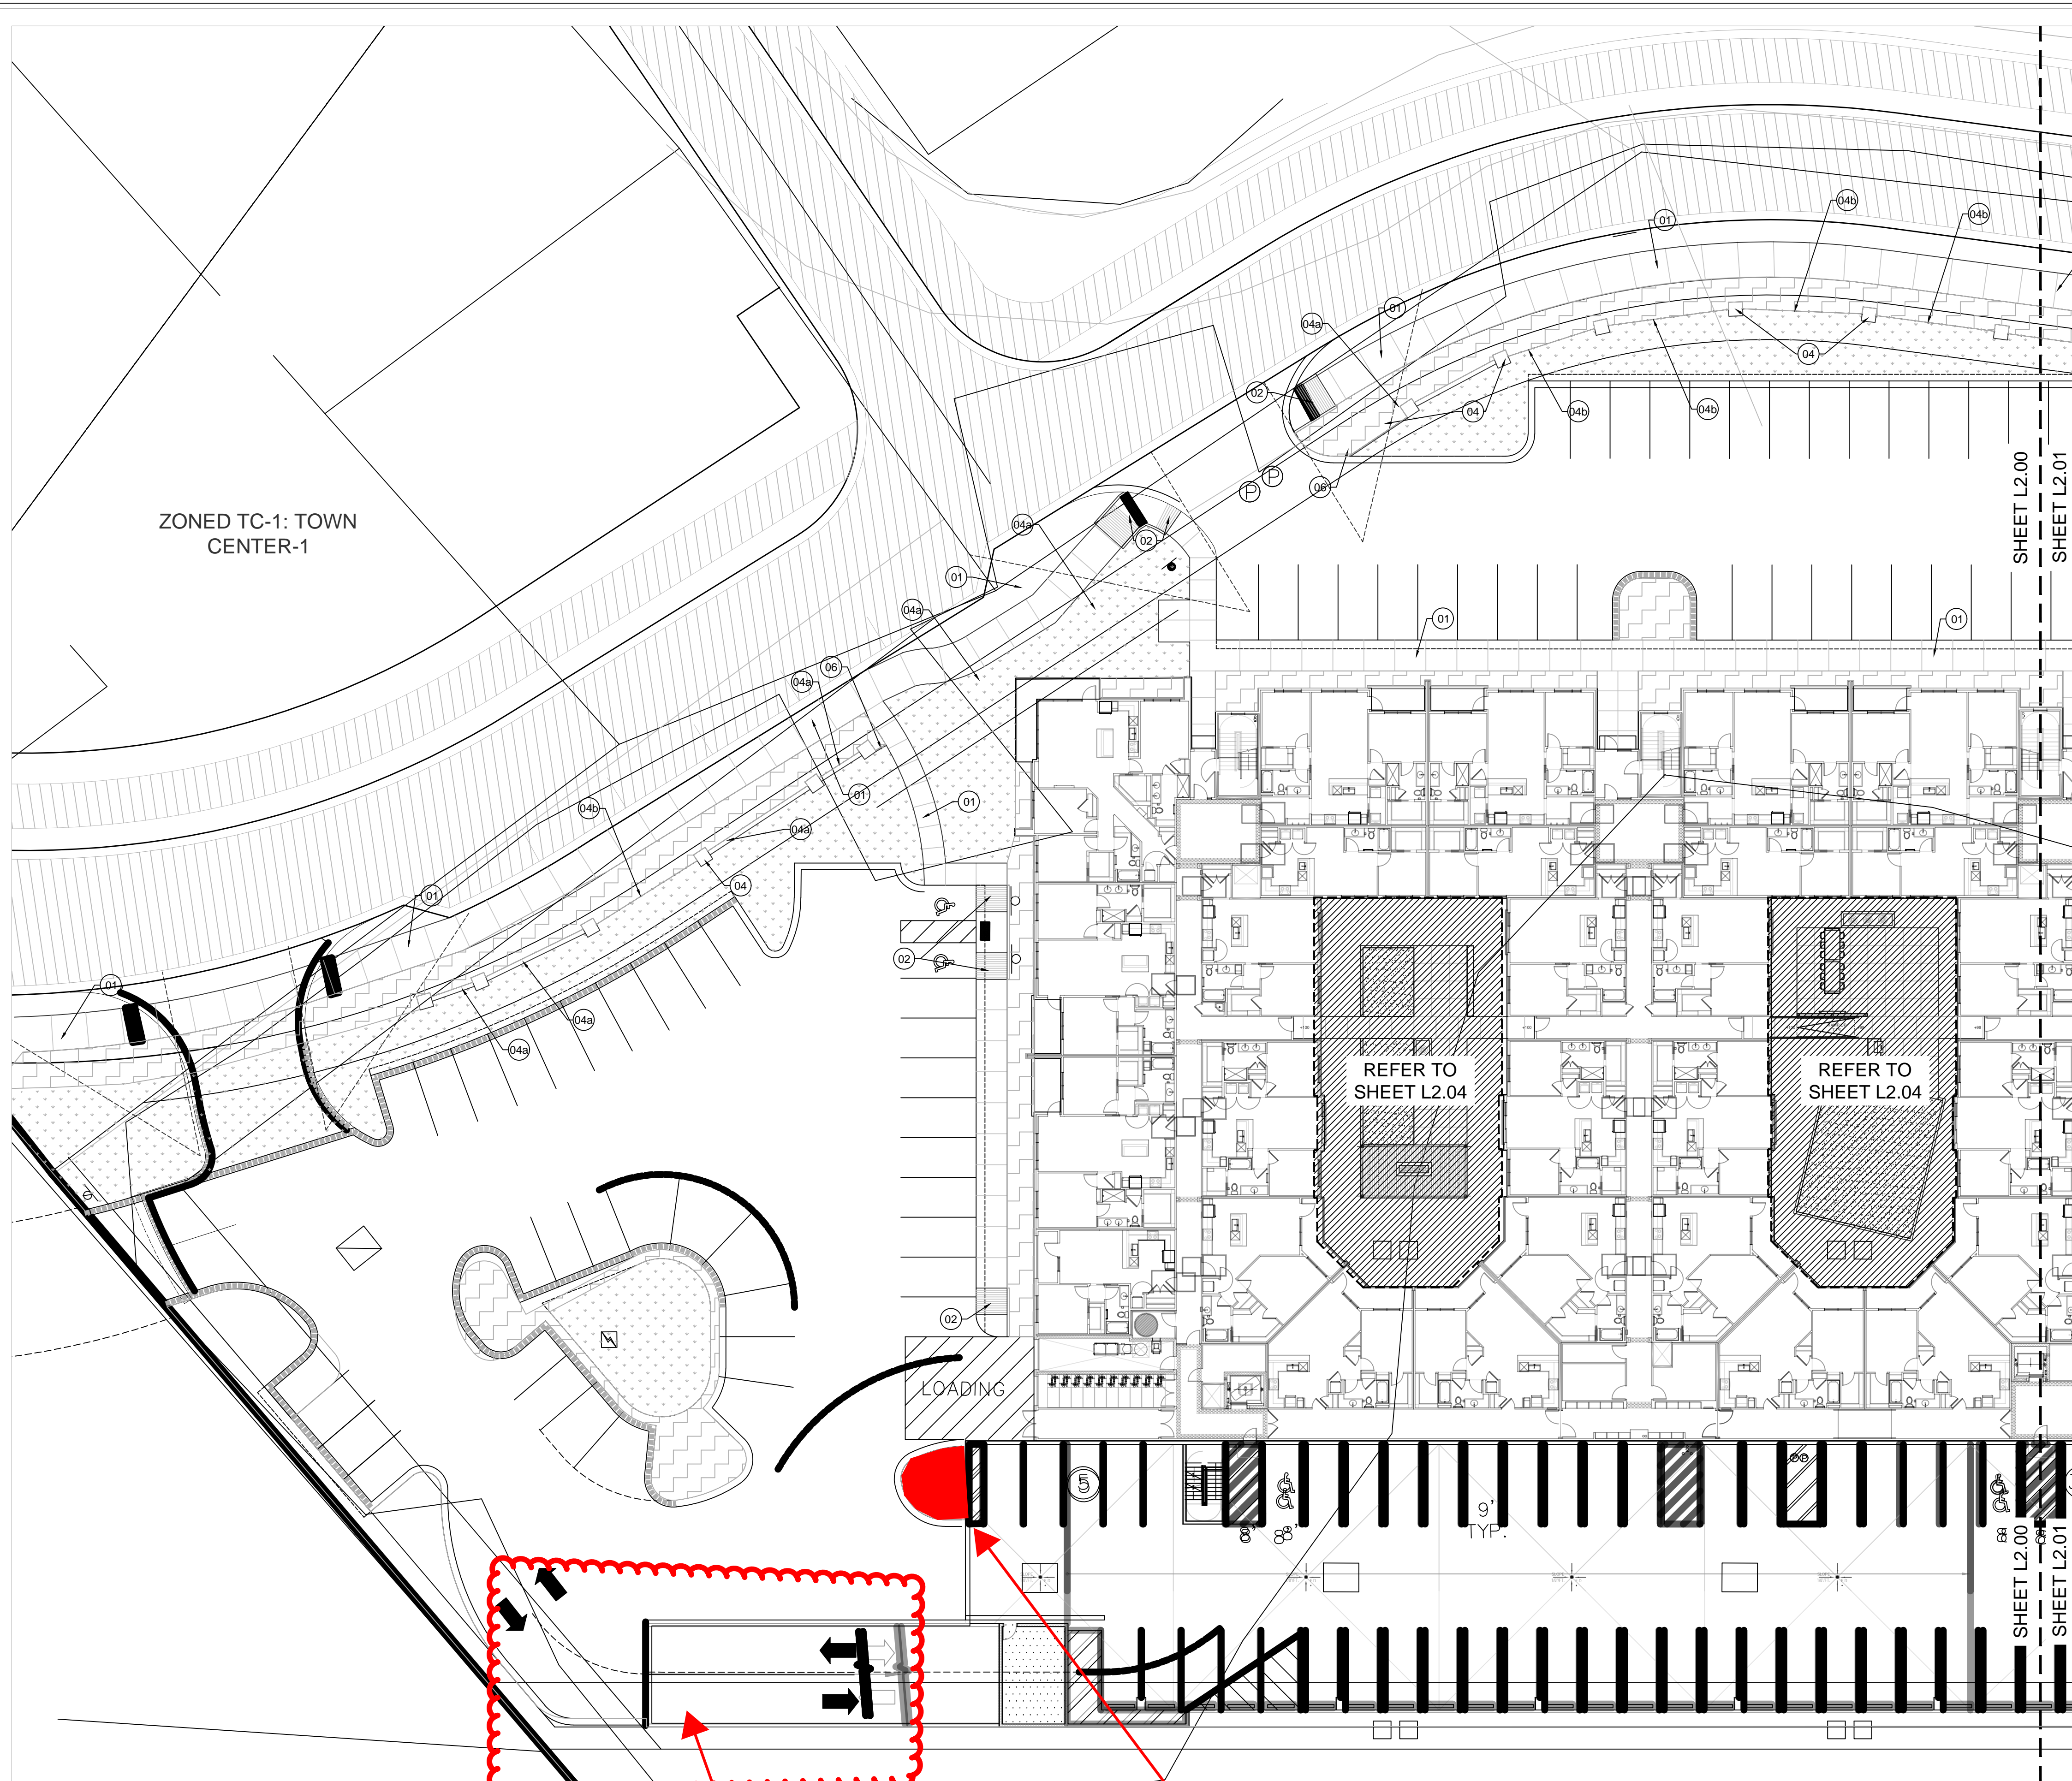 04b
04b
01
01
04a
04
02
04
04b
04b
06
P
P
SHEET L2.00
SHEET L2.01
ZONED TC-1: TOWN
CENTER-1
04a
02
01
04a
01
01
06
04a
01
01
04b
04a
04
01
02
01
04a
04a
REFER TO
SHEET L2.04
REFER TO
SHEET L2.04
02
LOADING
5
9'
TYP.
8'
SHEET L2.00
SHEET L2.01